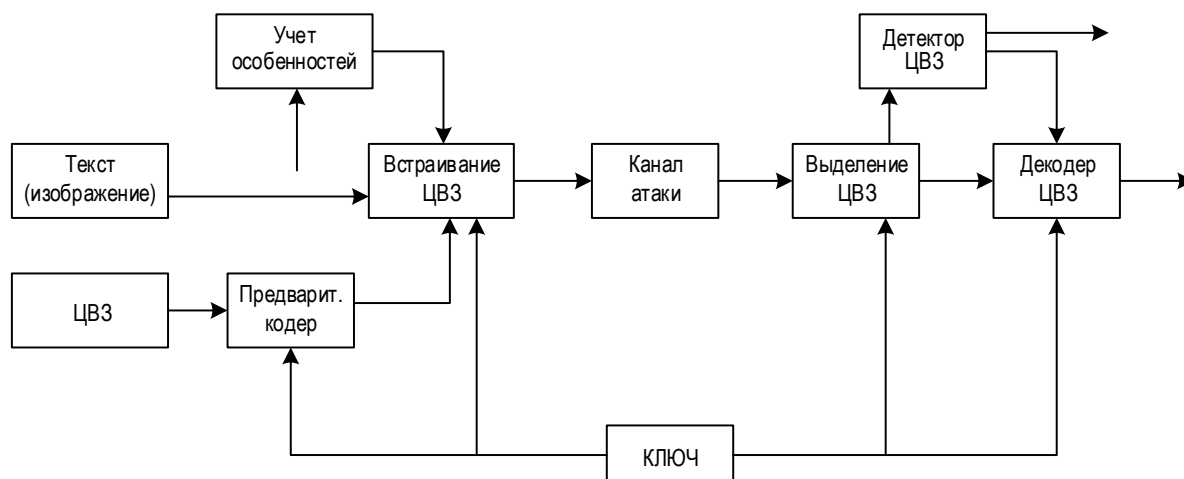 Учет
особенностей
Детектор
ЦВЗ
Текст
(изображение)
Встраивание
ЦВЗ
Канал
атаки
Выделение
ЦВЗ
Декодер
ЦВЗ
ЦВЗ
Предварит.
кодер
КЛЮЧ